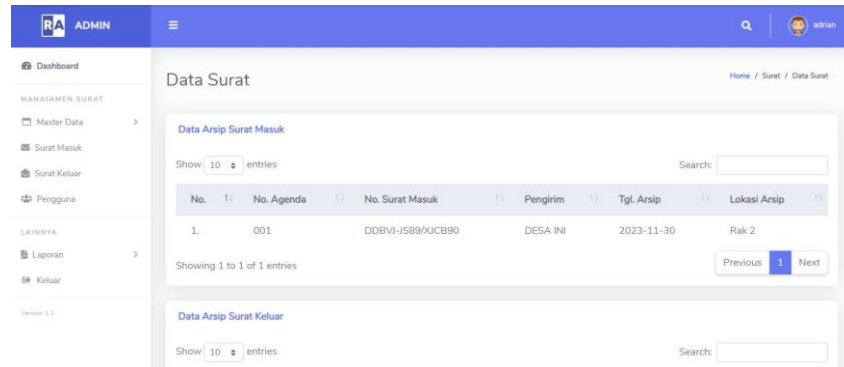 RA ADMIN
adrian
Dashboard
MANAJAMEN SURAT
Master Data
Surat Masuk
Surat Keluar
Pengguna
LAINNYA
Laporan
Keluar
Data Surat
Home / Surat / Data Surat
Data Arsip Surat Masuk
Show 10 entries
Search:
No. No. Agenda No. Surat Masuk Pengirim Tgl. Arsip Lokasi Arsip
1. 001 DDBVJ-JS89/XJCB90 DESA INI 2023-11-30 Rak 2
Showing 1 to 1 of 1 entries
Previous 1 Next
Data Arsip Surat Keluar
Show 10 entries
Search: